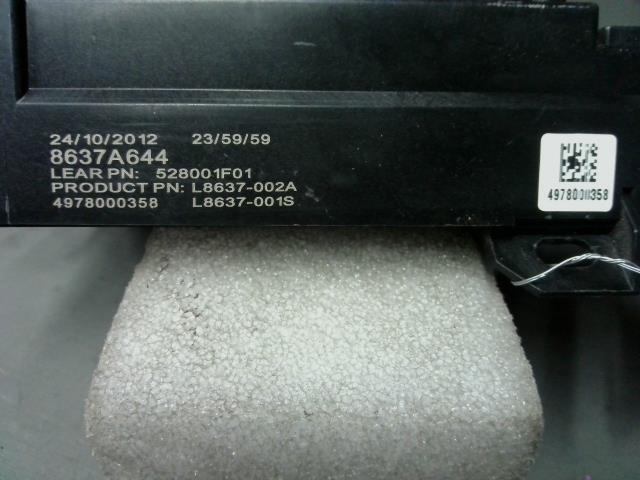 24/10/2012 23/59/59
8637A644
LEAR PN: 528001F01
PRODUCT PN: L8637-002A
4978000358 L8637-001S
4978000358